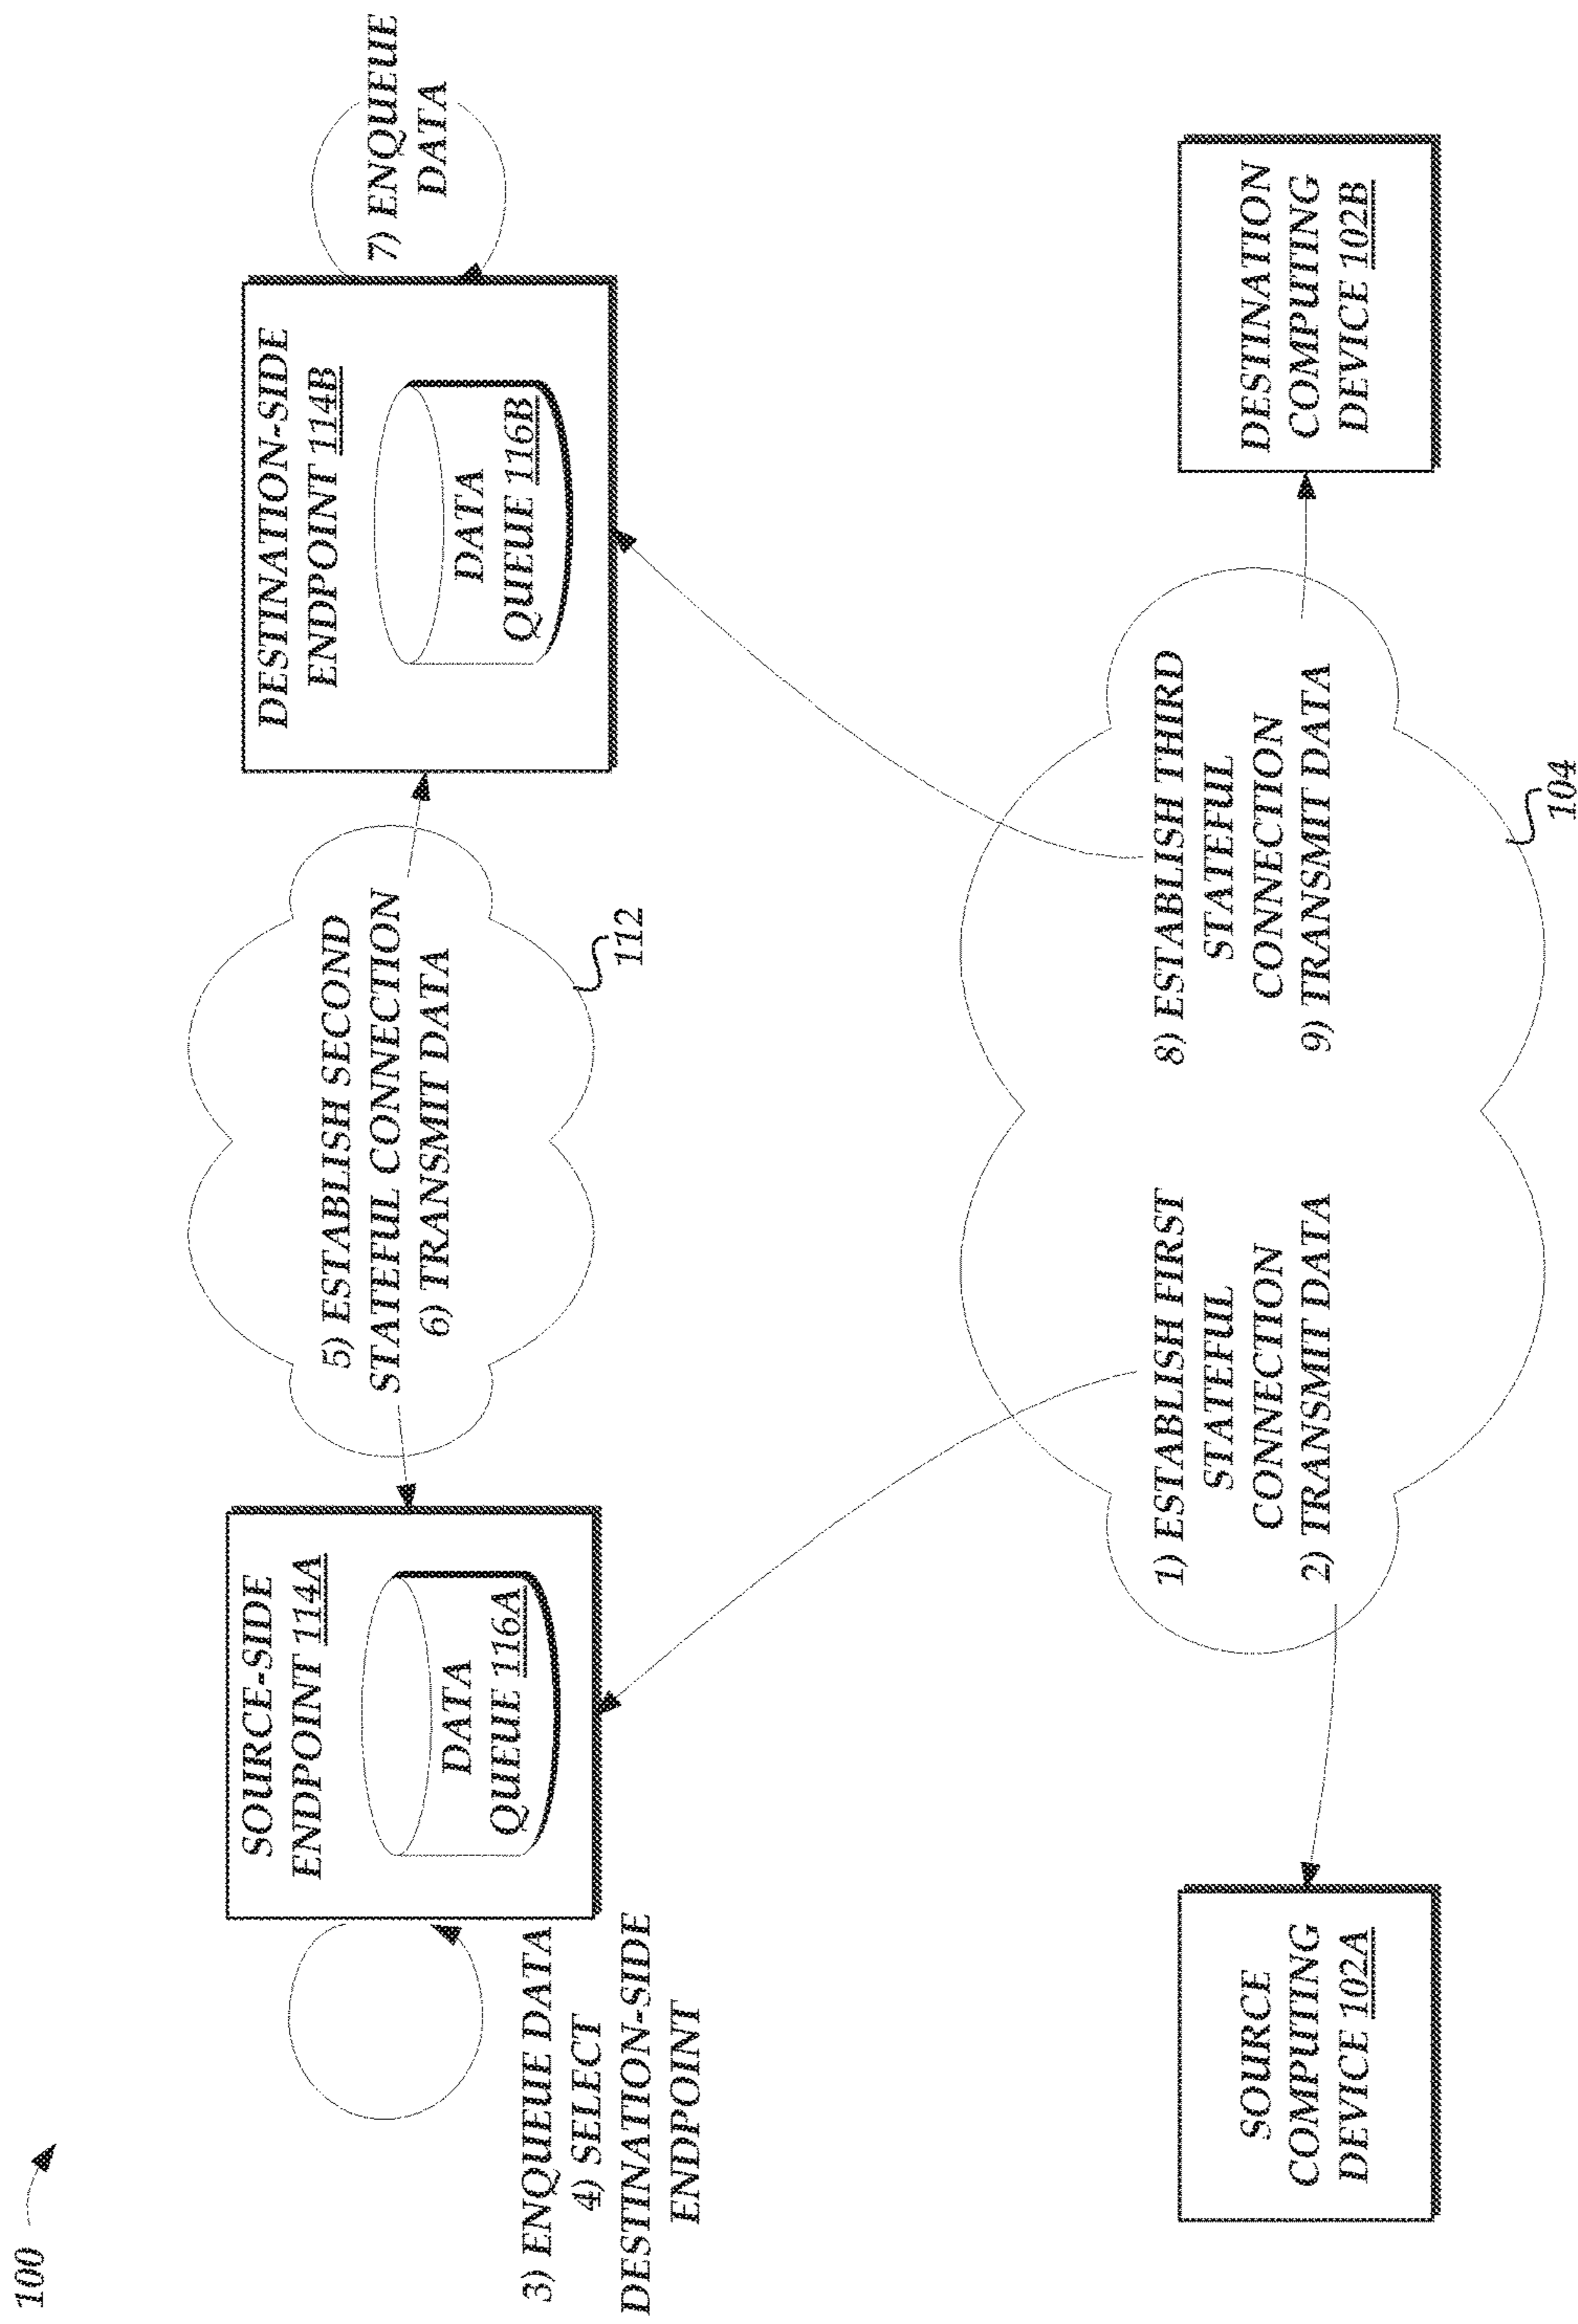 100
SOURCE-SIDE
ENDPOINT 114A
DATA
QUEUE 116A
3) ENQUEUE DATA
4) SELECT
DESTINATION-SIDE
ENDPOINT
5) ESTABLISH SECOND
STATEFUL CONNECTION
6) TRANSMIT DATA
112
DESTINATION-SIDE
ENDPOINT 114B
DATA
QUEUE 116B
7) ENQUEUE
DATA
SOURCE
COMPUTING
DEVICE 102A
1) ESTABLISH FIRST
STATEFUL
CONNECTION
2) TRANSMIT DATA
8) ESTABLISH THIRD
STATEFUL
CONNECTION
9) TRANSMIT DATA
104
DESTINATION
COMPUTING
DEVICE 102B